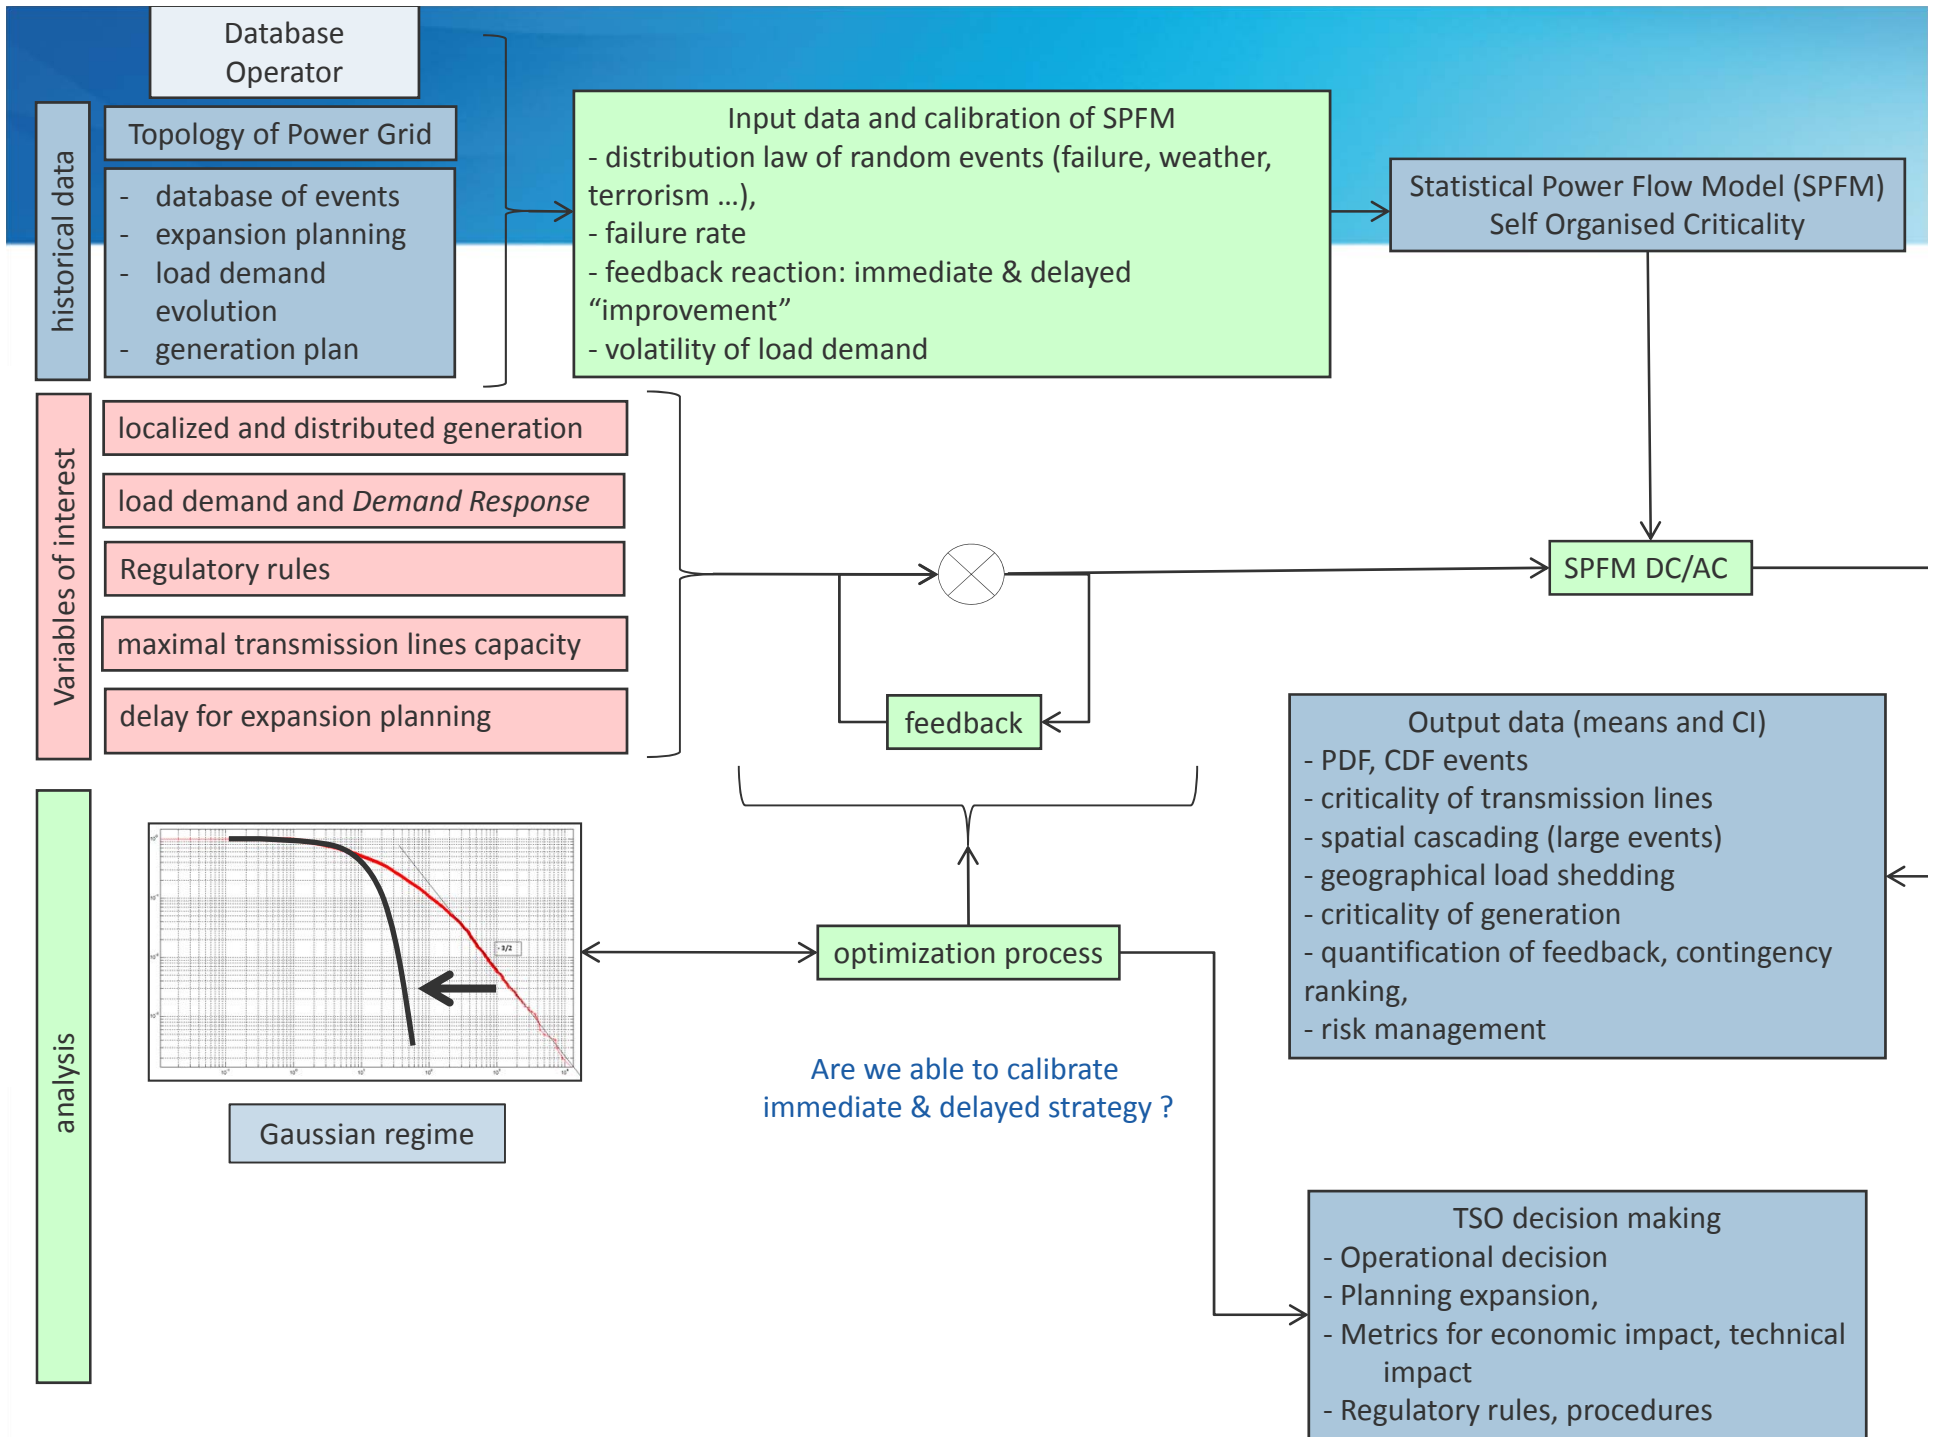 Database
Operator
historical data
Topology of Power Grid
- database of events
- expansion planning
- load demand
evolution
- generation plan
Input data and calibration of SPFM
- distribution law of random events (failure, weather,
terrorism ...),
- failure rate
- feedback reaction: immediate & delayed
“improvement”
- volatility of load demand
Statistical Power Flow Model (SPFM)
Self Organised Criticality
Variables of interest
localized and distributed generation
load demand and Demand Response
Regulatory rules
maximal transmission lines capacity
delay for expansion planning
SPFM DC/AC
feedback
Output data (means and CI)
- PDF, CDF events
- criticality of transmission lines
- spatial cascading (large events)
- geographical load shedding
- criticality of generation
- quantification of feedback, contingency
ranking,
- risk management
analysis
- 3/2
Gaussian regime
optimization process
Are we able to calibrate
immediate & delayed strategy ?
TSO decision making
- Operational decision
- Planning expansion,
- Metrics for economic impact, technical
impact
- Regulatory rules, procedures